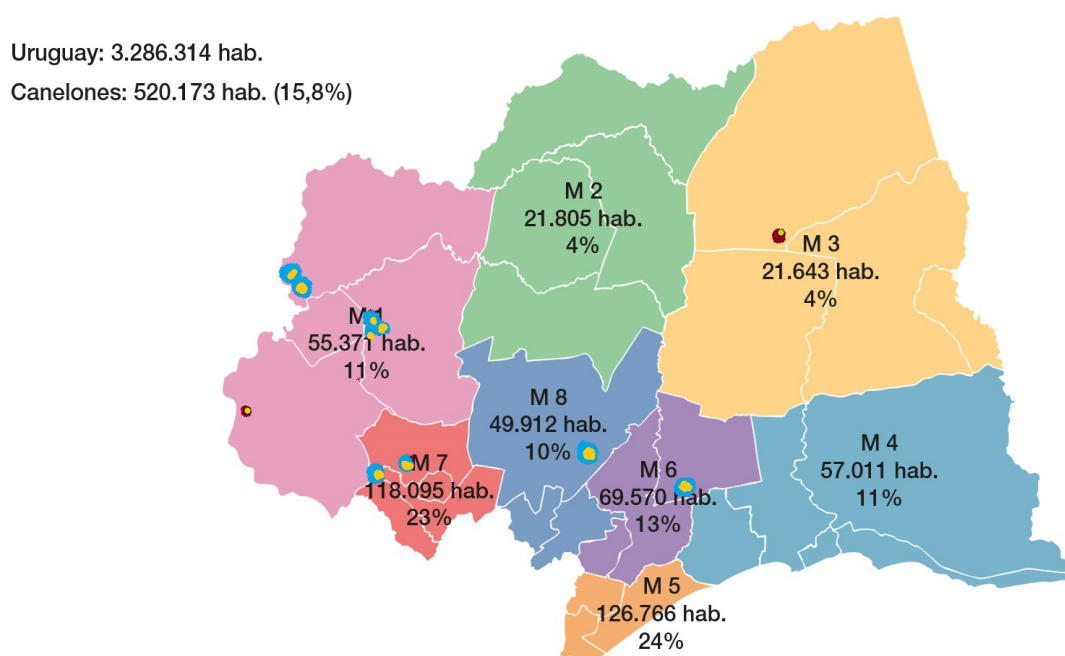 Uruguay: 3.286.314 hab.
Canelones: 520.173 hab. (15,8%)
M 2
21.805 hab.
4%
M 3
21.643 hab.
4%
M 1
55.371 hab.
11%
M 8
49.912 hab.
10%
M 4
57.011 hab.
11%
M 7
118.095 hab.
23%
M 6
69.570 hab.
13%
M 5
126.766 hab.
24%